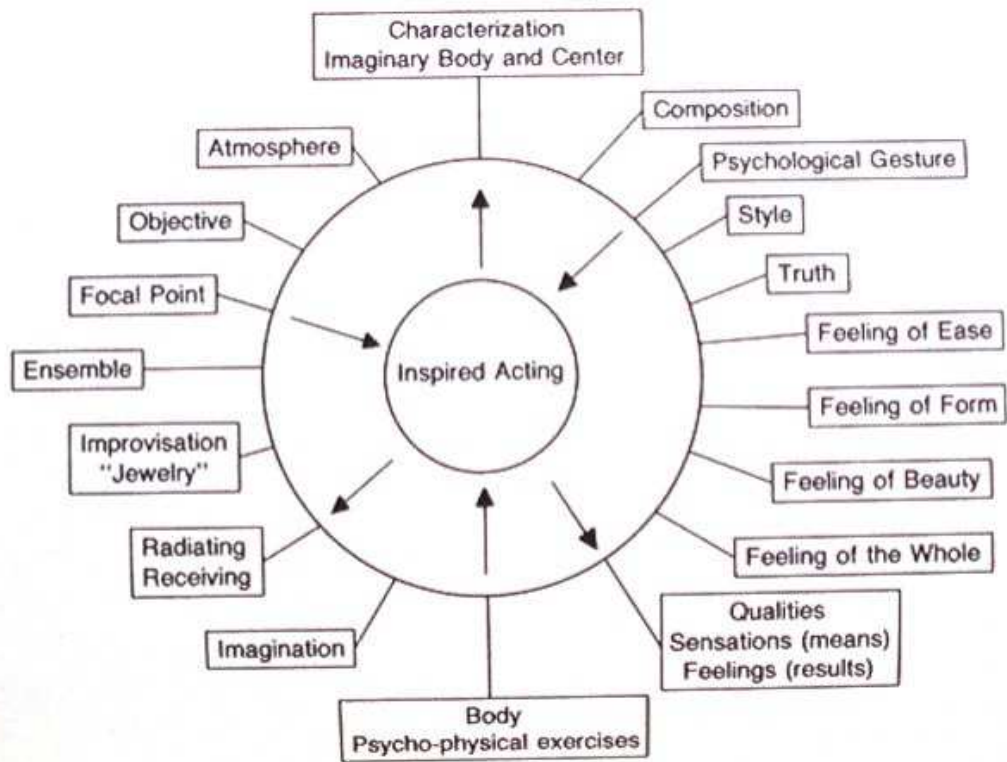 Characterization
Imaginary Body and Center
Composition
Psychological Gesture
Style
Truth
Feeling of Ease
Feeling of Form
Feeling of Beauty
Feeling of the Whole
Qualities
Sensations (means)
Feelings (results)
Body
Psycho-physical exercises
Imagination
Radiating
Receiving
Improvisation
"Jewelry"
Ensemble
Focal Point
Objective
Atmosphere
Inspired Acting